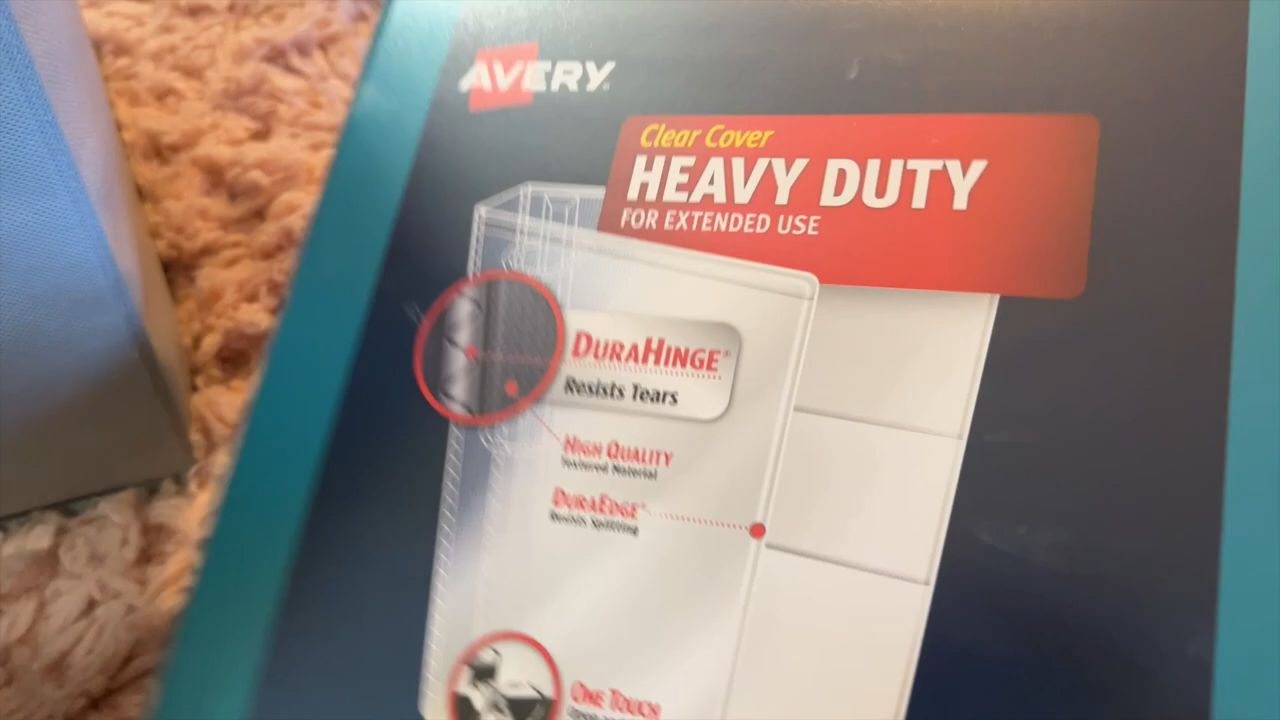 AVERY
Clear Cover
HEAVY DUTY
FOR EXTENDED USE
DURAHINGE®
Resists Tears
HIGH QUALITY
Textured Material
DURAEDGE®
Resists Splitting
ONE TOUCH